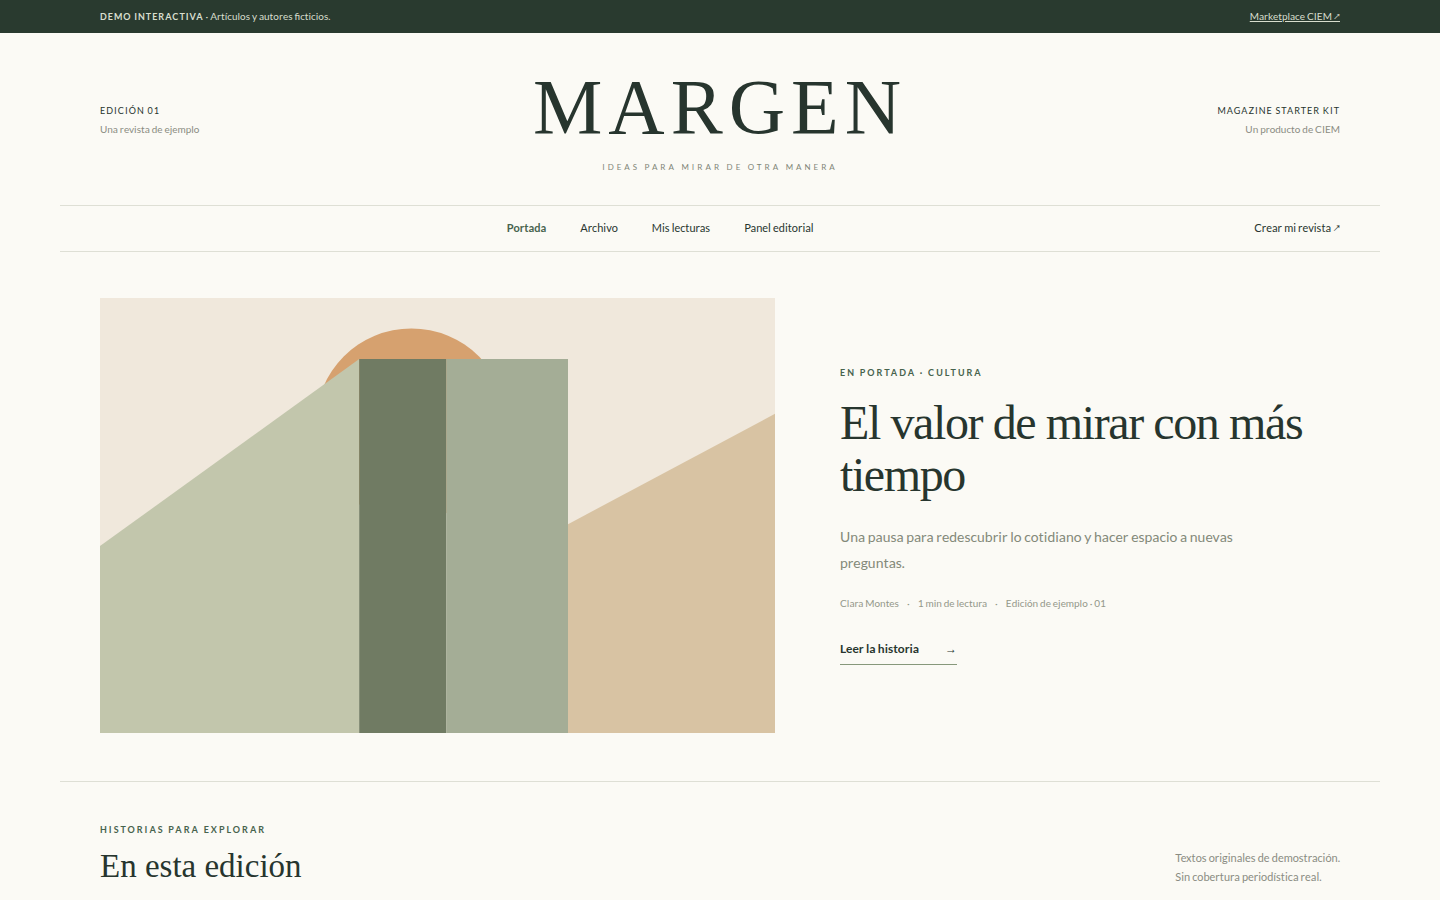 DEMO INTERACTIVA · Artículos y autores ficticios.
Marketplace CIEM ↗
EDICIÓN 01
Una revista de ejemplo
MARGEN
IDEAS PARA MIRAR DE OTRA MANERA
MAGAZINE STARTER KIT
Un producto de CIEM
Portada
Archivo
Mis lecturas
Panel editorial
Crear mi revista ↗
EN PORTADA · CULTURA
El valor de mirar con más
tiempo
Una pausa para redescubrir lo cotidiano y hacer espacio a nuevas
preguntas.
Clara Montes · 1 min de lectura · Edición de ejemplo · 01
Leer la historia →
HISTORIAS PARA EXPLORAR
En esta edición
Textos originales de demostración.
Sin cobertura periodística real.